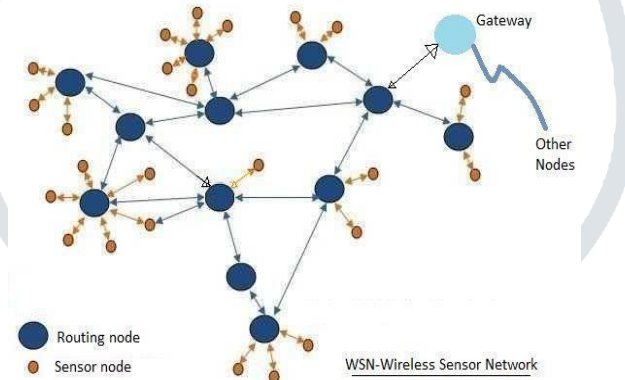 Gateway
Other
Nodes
Routing node
Sensor node
WSN-Wireless Sensor Network